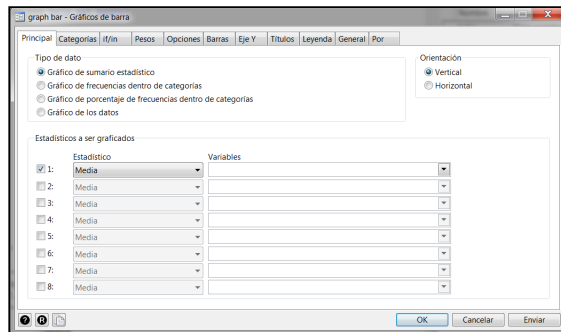 graph bar - Gráficos de barra
Principal Categorías if/in Pesos Opciones Barras Eje Y Títulos Leyenda General Por
Tipo de dato
Gráfico de sumario estadístico
Gráfico de frecuencias dentro de categorías
Gráfico de porcentaje de frecuencias dentro de categorías
Gráfico de los datos
Orientación
Vertical
Horizontal
Estadísticos a ser graficados
Estadístico Variables
1: Media
2: Media
3: Media
4: Media
5: Media
6: Media
7: Media
8: Media
? R
OK Cancelar Enviar